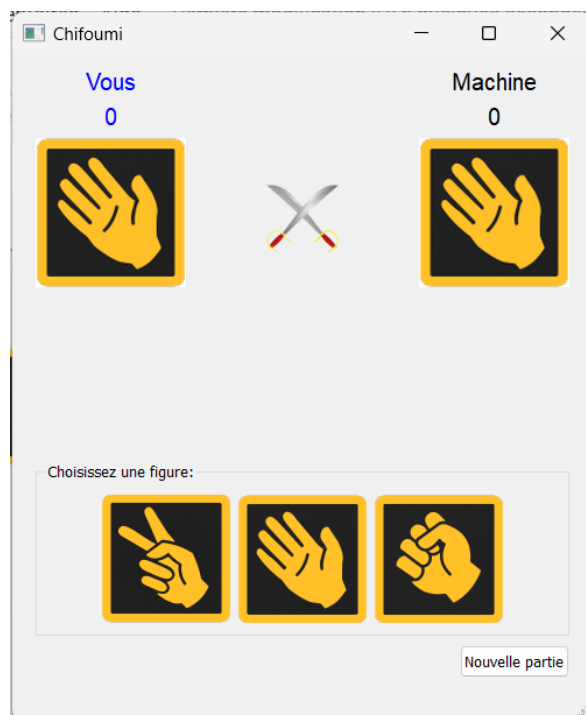 Chifoumi
Vous
Machine
0
0
Choisissez une figure:
Nouvelle partie